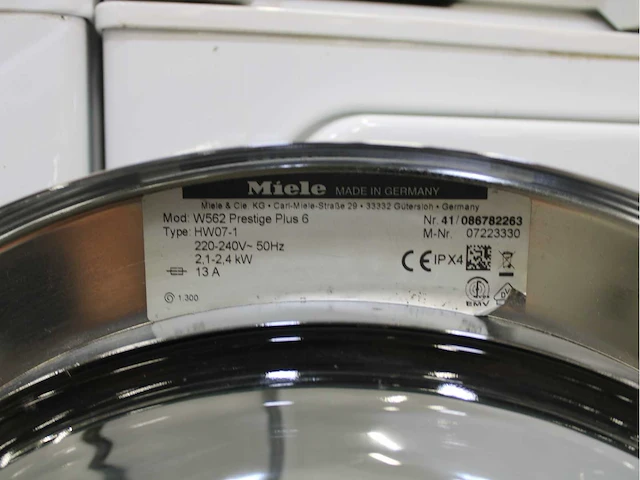 Miele MADE IN GERMANY
Miele & Cie. KG • Carl-Miele-Straße 29 • 33332 Gütersloh • Germany
Mod: W562 Prestige Plus 6 Nr. 41/086782263
Type: HW07-1 M-Nr. 07223330
220-240V~ 50Hz
2,1-2,4 kW
13 A
CE IPX4
1.300
EMV